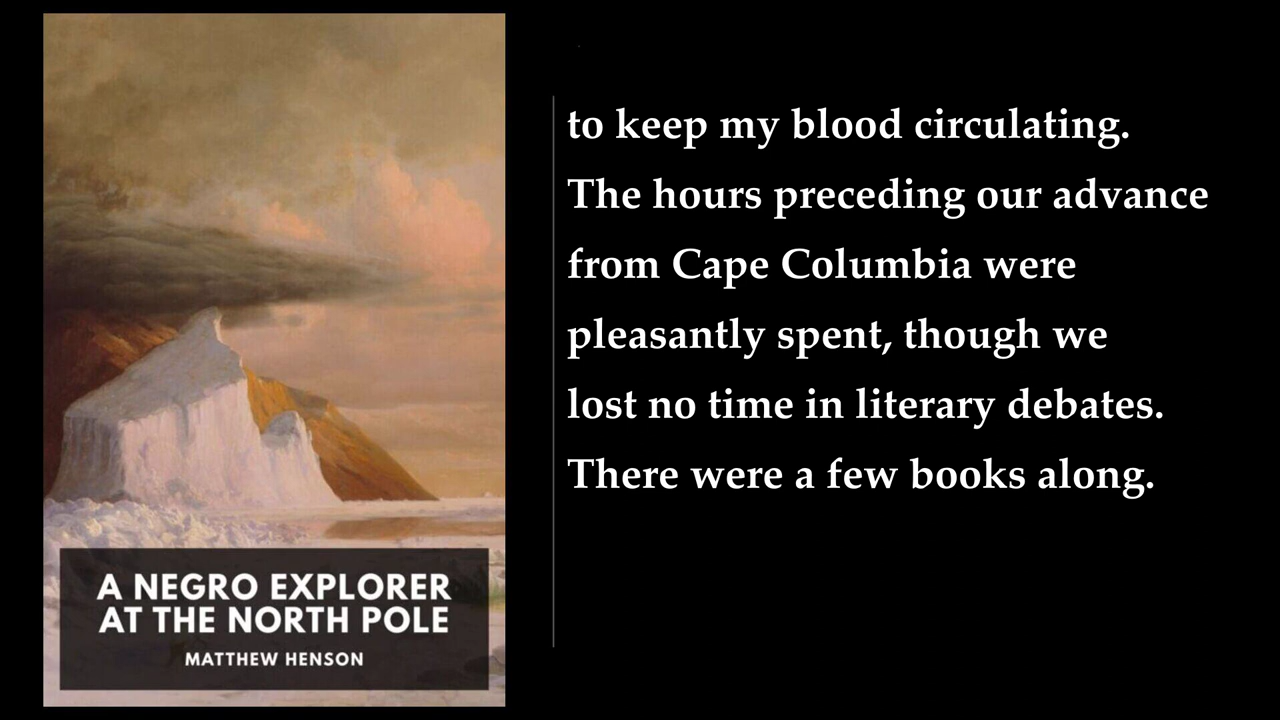 A NEGRO EXPLORER
AT THE NORTH POLE
MATTHEW HENSON
to keep my blood circulating.
The hours preceding our advance
from Cape Columbia were
pleasantly spent, though we
lost no time in literary debates.
There were a few books along.